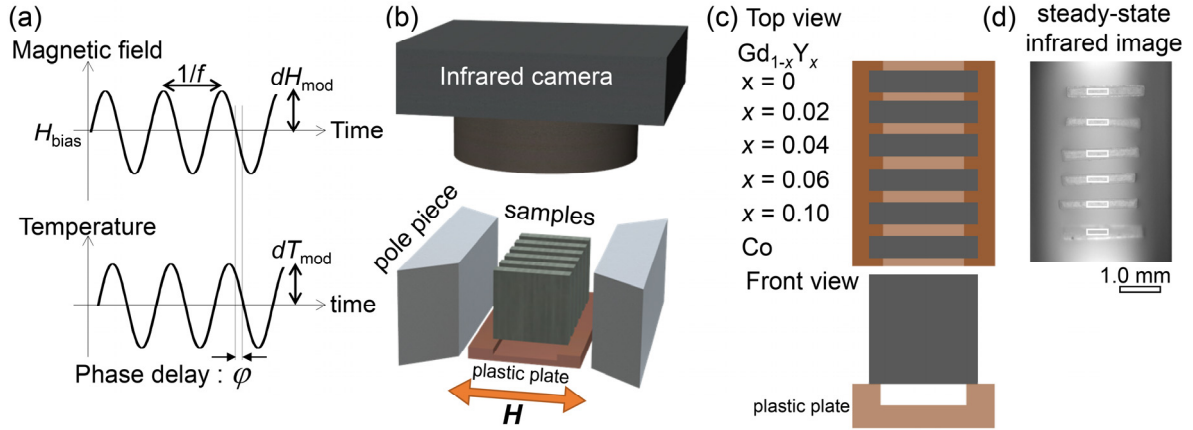 (a)
Magnetic field
1/f
dHmod
Hbias
Time
Temperature
dTmod
time
Phase delay : φ
(b)
Infrared camera
pole piece
samples
plastic plate
H
(c)
Top view
Gd1-xYx
x = 0
x = 0.02
x = 0.04
x = 0.06
x = 0.10
Co
Front view
plastic plate
(d)
steady-state
infrared image
1.0 mm